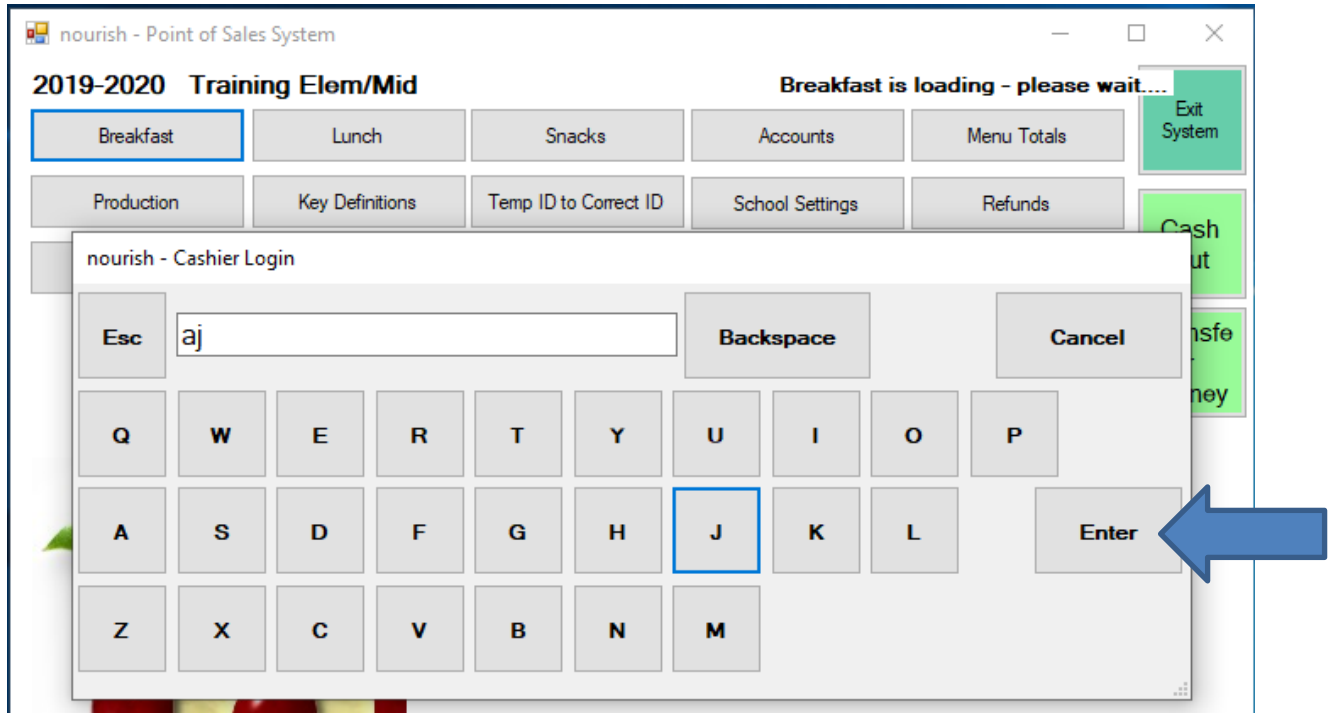 nourish - Point of Sales System
2019-2020 Training Elem/Mid Breakfast is loading - please wait....
Exit
System
Breakfast Lunch Snacks Accounts Menu Totals
Production Key Definitions Temp ID to Correct ID School Settings Refunds
nourish - Cashier Login
Esc aj Backspace Cancel
Q W E R T Y U I O P
A S D F G H J K L Enter
Z X C V B N M